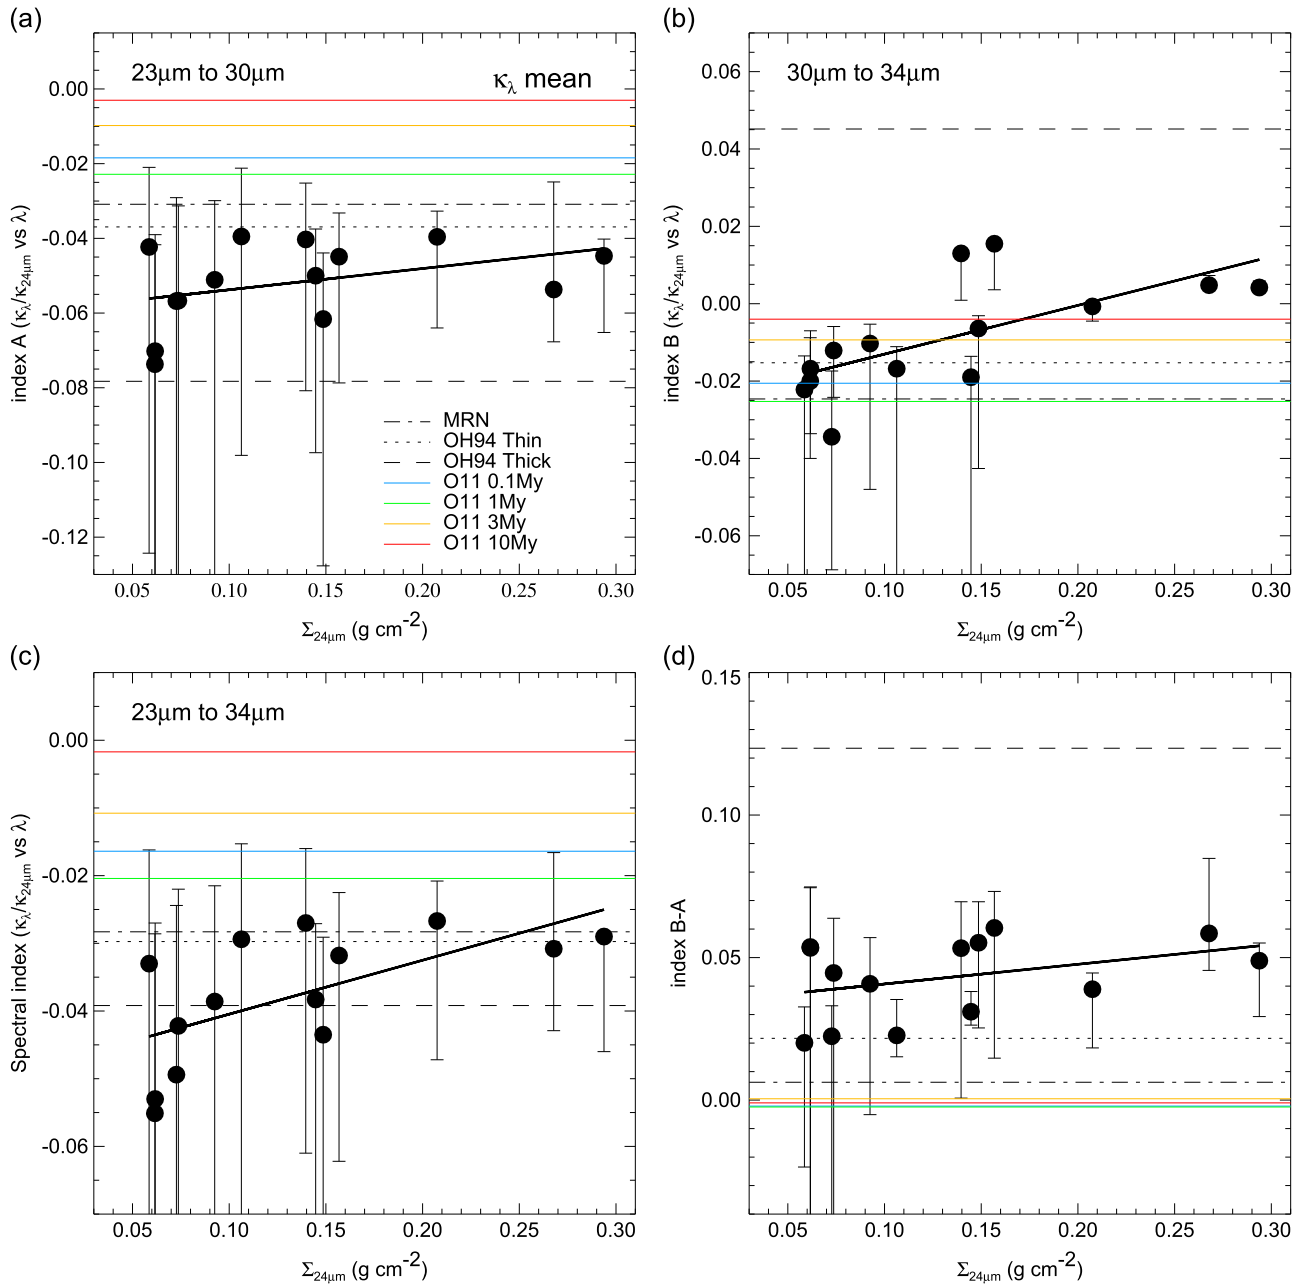 (a)
23μm to 30μm
κλ mean
0.00
-0.02
-0.04
-0.06
-0.08
-0.10
-0.12
index A (κλ/κ24μm vs λ)
MRN
OH94 Thin
OH94 Thick
O11 0.1My
O11 1My
O11 3My
O11 10My
0.05 0.10 0.15 0.20 0.25 0.30
Σ24μm (g cm-2)
(b)
30μm to 34μm
0.06
0.04
0.02
0.00
-0.02
-0.04
-0.06
index B (κλ/κ24μm vs λ)
0.05 0.10 0.15 0.20 0.25 0.30
Σ24μm (g cm-2)
(c)
23μm to 34μm
0.00
-0.02
-0.04
-0.06
Spectral index (κλ/κ24μm vs λ)
0.05 0.10 0.15 0.20 0.25 0.30
Σ24μm (g cm-2)
(d)
0.15
0.10
0.05
0.00
index B-A
0.05 0.10 0.15 0.20 0.25 0.30
Σ24μm (g cm-2)